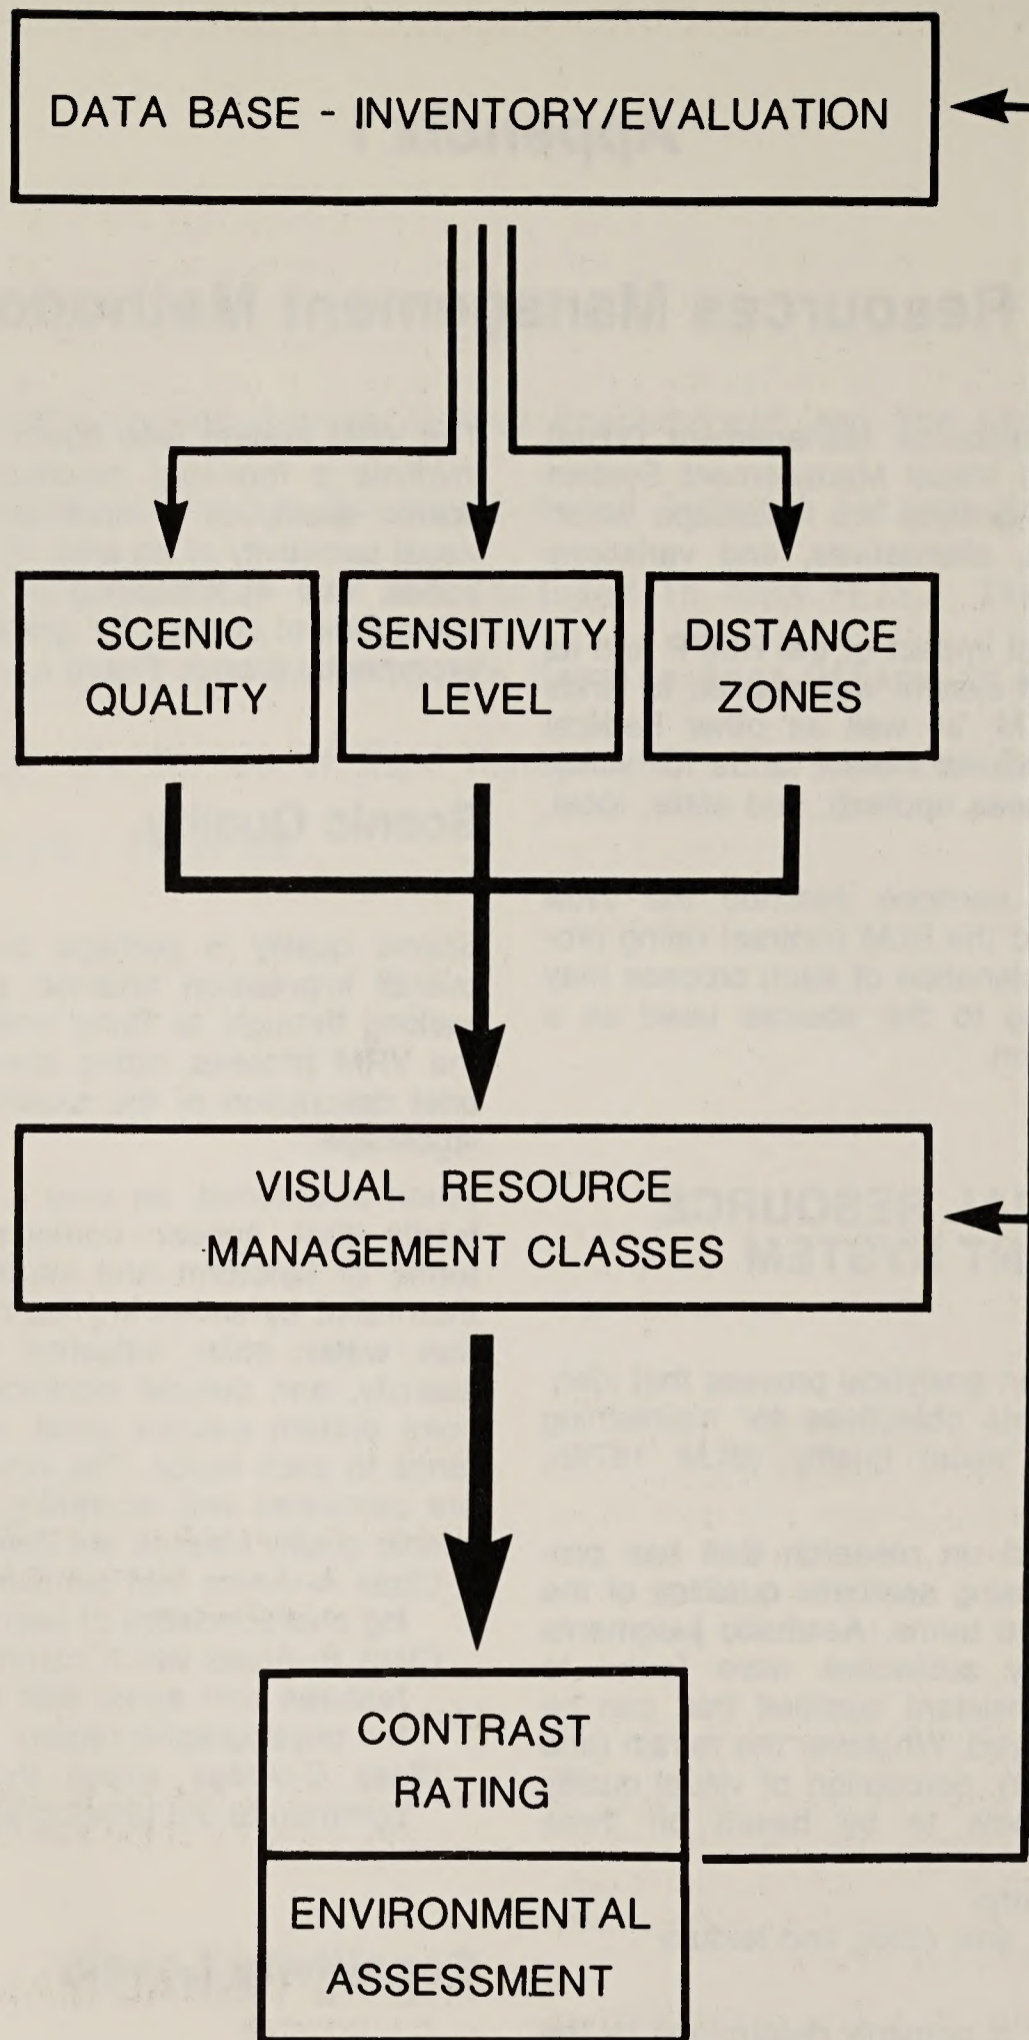 DATA BASE - INVENTORY/EVALUATION
SCENIC
QUALITY
SENSITIVITY
LEVEL
DISTANCE
ZONES
VISUAL RESOURCE
MANAGEMENT CLASSES
CONTRAST
RATING
ENVIRONMENTAL
ASSESSMENT